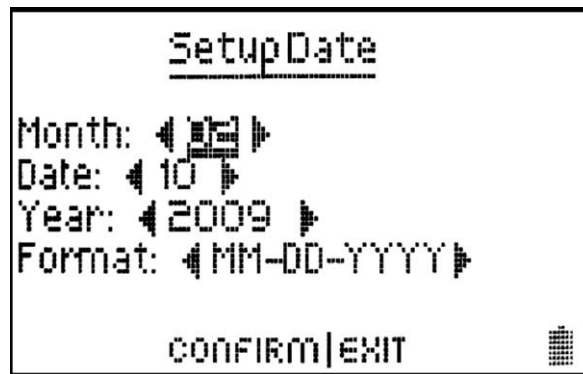 Setup Date
Month:
Date: 10
Year: 2009
Format: MM-DD-YYYY
CONFIRM|EXIT